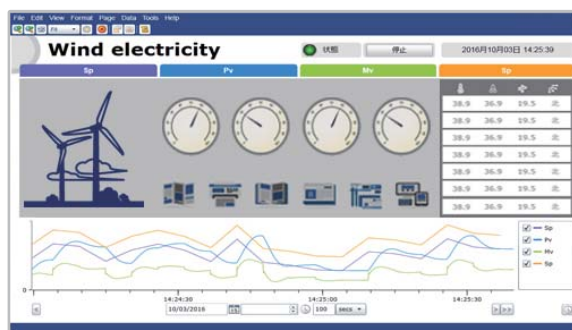 File Edit View Format Page Data Tools Help
Fit
Wind electricity
状態
停止
2016月10月03日 14:25:39
Sp Pv Mv Sp
38.9 36.9 19.5 北
38.9 36.9 19.5 北
38.9 36.9 19.5 北
38.9 36.9 19.5 北
38.9 36.9 19.5 北
38.9 36.9 19.5 北
38.9 36.9 19.5 北
Sp
Pv
Mv
Sp
0
14:24:30 14:25:00 14:25:30
10/03/2016 100 secs